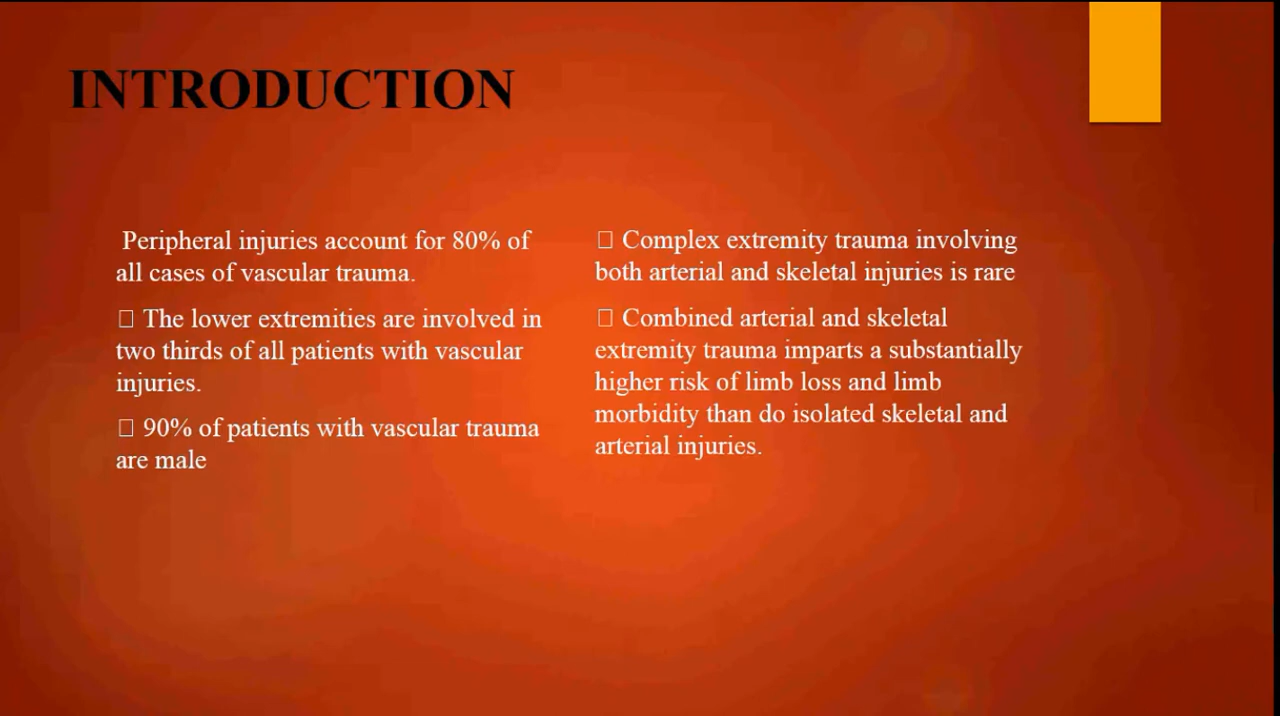 INTRODUCTION
Peripheral injuries account for 80% of
all cases of vascular trauma.
□ The lower extremities are involved in
two thirds of all patients with vascular
injuries.
□ 90% of patients with vascular trauma
are male
□ Complex extremity trauma involving
both arterial and skeletal injuries is rare
□ Combined arterial and skeletal
extremity trauma imparts a substantially
higher risk of limb loss and limb
morbidity than do isolated skeletal and
arterial injuries.